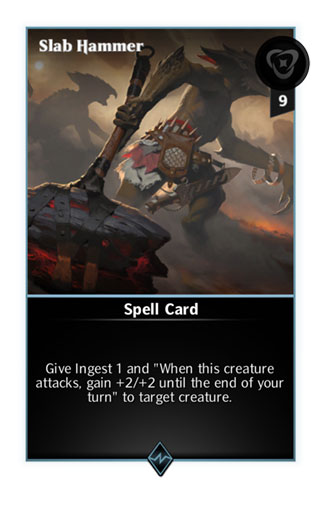 Slab Hammer
9
Spell Card
Give Ingest 1 and "When this creature
attacks, gain +2/+2 until the end of your
turn" to target creature.